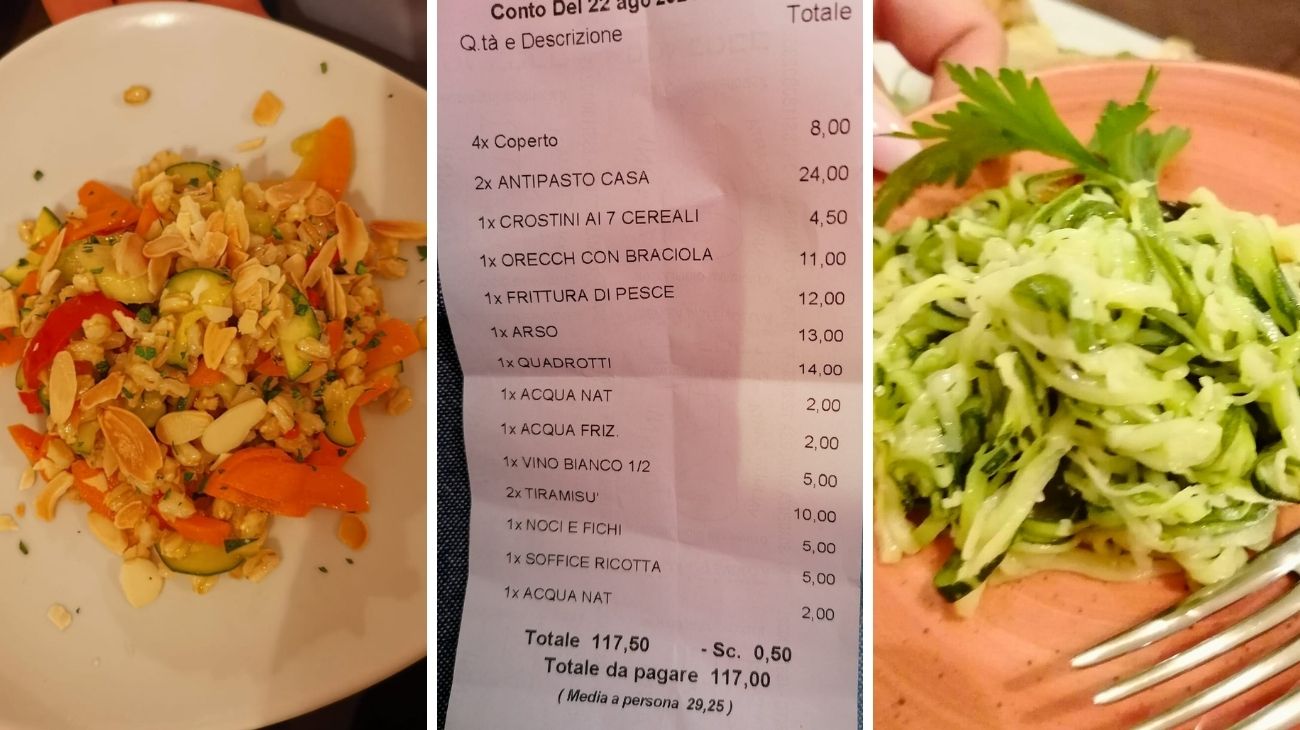 Conto Del 22 ago
Totale
Q.tà e Descrizione
4x Coperto 8,00
2x ANTIPASTO CASA 24,00
1x CROSTINI AI 7 CEREALI 4,50
1x ORECCH CON BRACIOLA 11,00
1x FRITTURA DI PESCE 12,00
1x ARSO 13,00
1x QUADROTTI 14,00
1x ACQUA NAT 2,00
1x ACQUA FRIZ. 2,00
1x VINO BIANCO 1/2 5,00
2x TIRAMISU' 10,00
1x NOCI E FICHI 5,00
1x SOFFICE RICOTTA 5,00
1x ACQUA NAT 2,00
Totale 117,50 - Sc. 0,50
Totale da pagare 117,00
( Media a persona 29,25 )